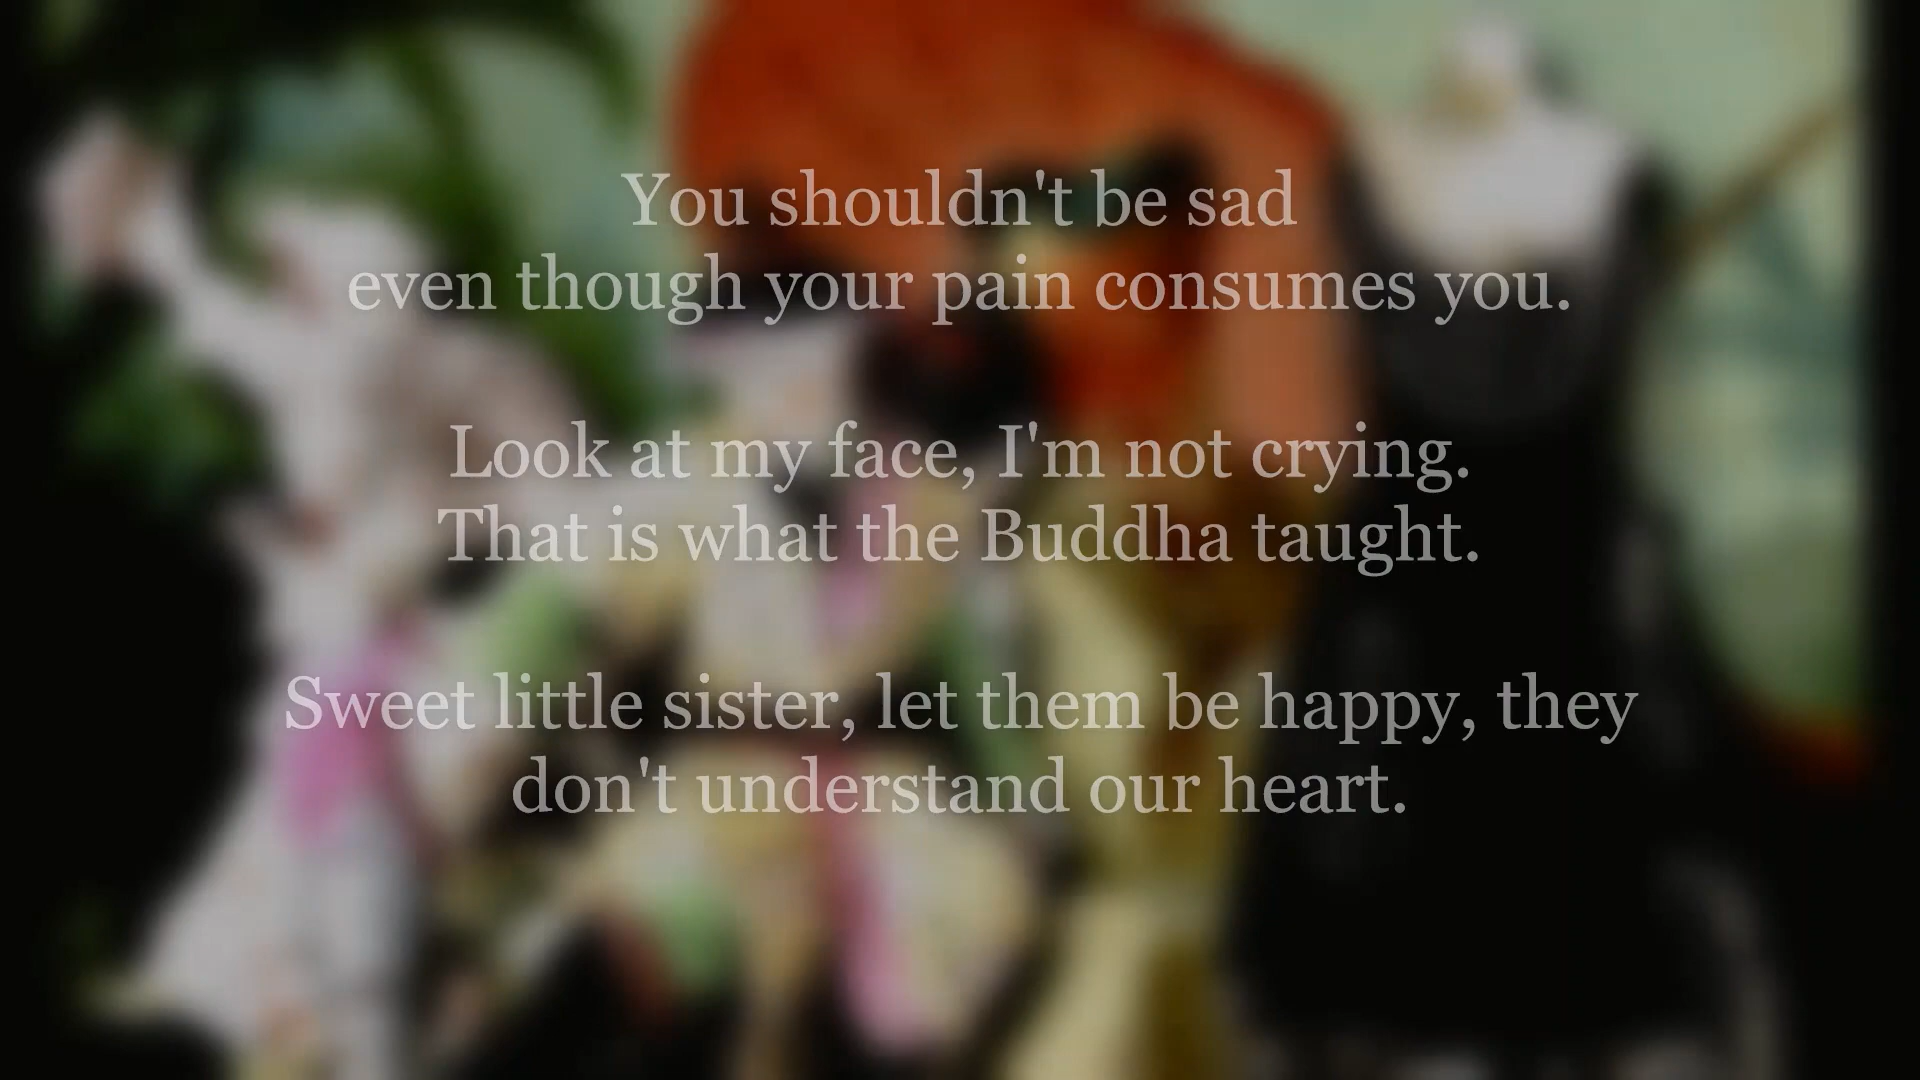 You shouldn't be sad
even though your pain consumes you.
Look at my face, I'm not crying.
That is what the Buddha taught.
Sweet little sister, let them be happy, they
don't understand our heart.